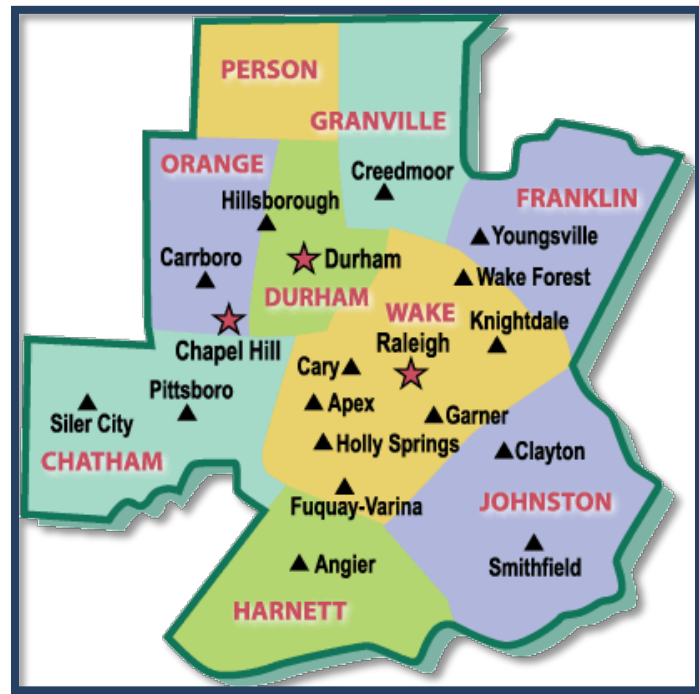 PERSON
GRANVILLE
ORANGE
Creedmoor
Hillsborough
FRANKLIN
Youngsville
Carrboro
Durham
Wake Forest
DURHAM
WAKE
Knightdale
Raleigh
Chapel Hill
Cary
Pittsboro
Apex
Siler City
Garner
Holly Springs
Clayton
CHATHAM
JOHNSTON
Fuquay-Varina
Angier
Smithfield
HARNETT